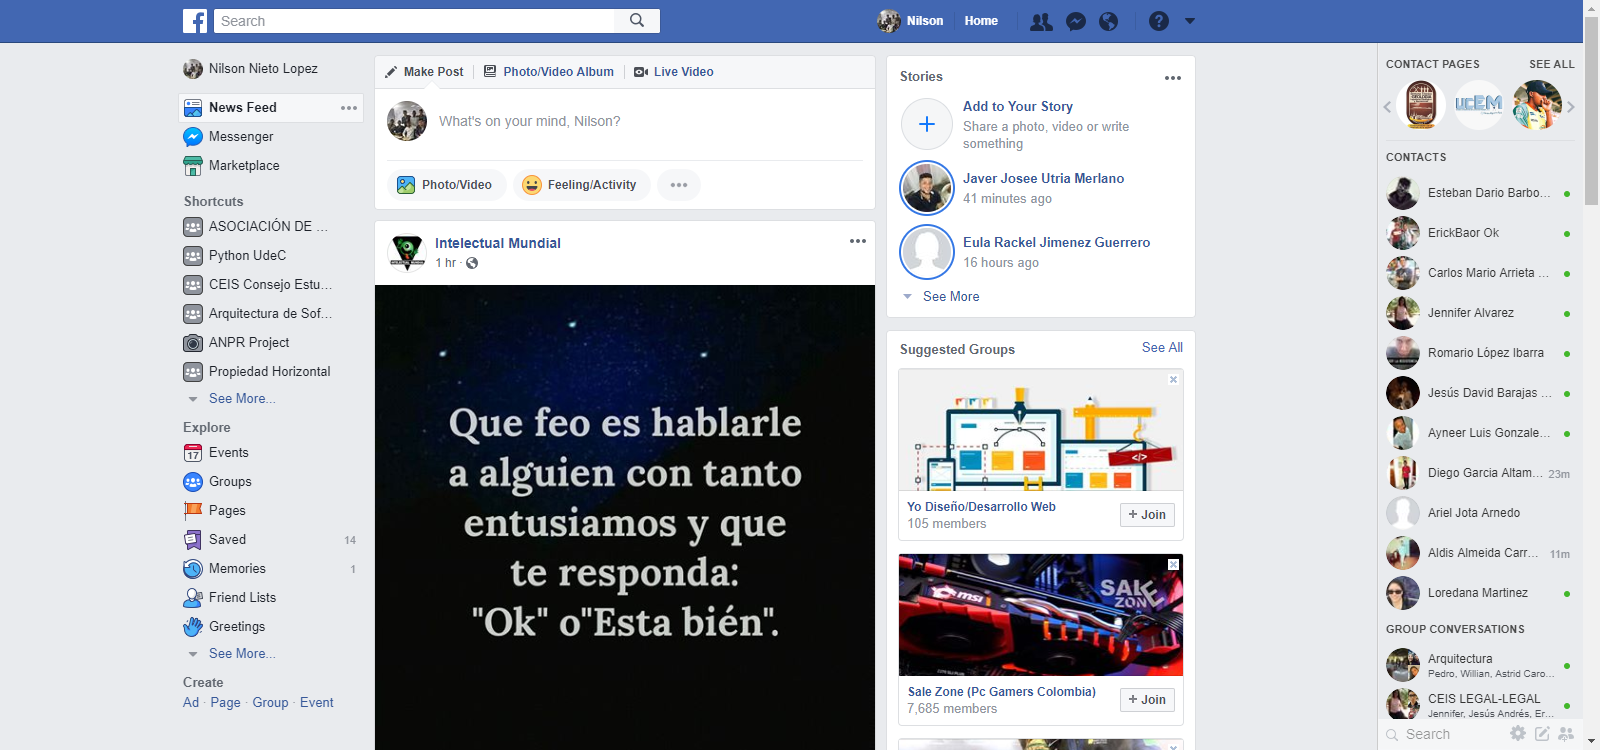 Search
Nilson
Home
Nilson Nieto Lopez
News Feed
Messenger
Marketplace
Shortcuts
ASOCIACIÓN DE ...
Python UdeC
CEIS Consejo Estu...
Arquitectura de Sof...
ANPR Project
Propiedad Horizontal
See More...
Explore
17
Events
Groups
Pages
Saved 14
Memories 1
Friend Lists
Greetings
See More...
Create
Ad · Page · Group · Event
Make Post
Photo/Video Album
Live Video
What's on your mind, Nilson?
Photo/Video
Feeling/Activity
Intelectual Mundial
1 hr ·
Que feo es hablarle
a alguien con tanto
entusiamos y que
te responda:
"Ok" o"Esta bién".
Stories
Add to Your Story
Share a photo, video or write
something
Javer Josee Utria Merlano
41 minutes ago
Eula Rackel Jimenez Guerrero
16 hours ago
See More
Suggested Groups
See All
</>
Yo Diseño/Desarrollo Web
105 members
+ Join
SALE
ZONE
msi
Sale Zone (Pc Gamers Colombia)
7,685 members
+ Join
CONTACT PAGES
SEE ALL
UCEM
CONTACTS
Esteban Dario Barbo...
ErickBaor Ok
Carlos Mario Arrieta ...
Jennifer Alvarez
Romario López Ibarra
Jesús David Barajas ...
Ayneer Luis Gonzale...
Diego Garcia Altam... 23m
Ariel Jota Arnedo
Aldis Almeida Carr... 11m
Loredana Martinez
GROUP CONVERSATIONS
Arquitectura
Pedro, Willian, Astrid Caro...
CEIS LEGAL-LEGAL
Jennifer, Jesús Andrés, Er...
Search